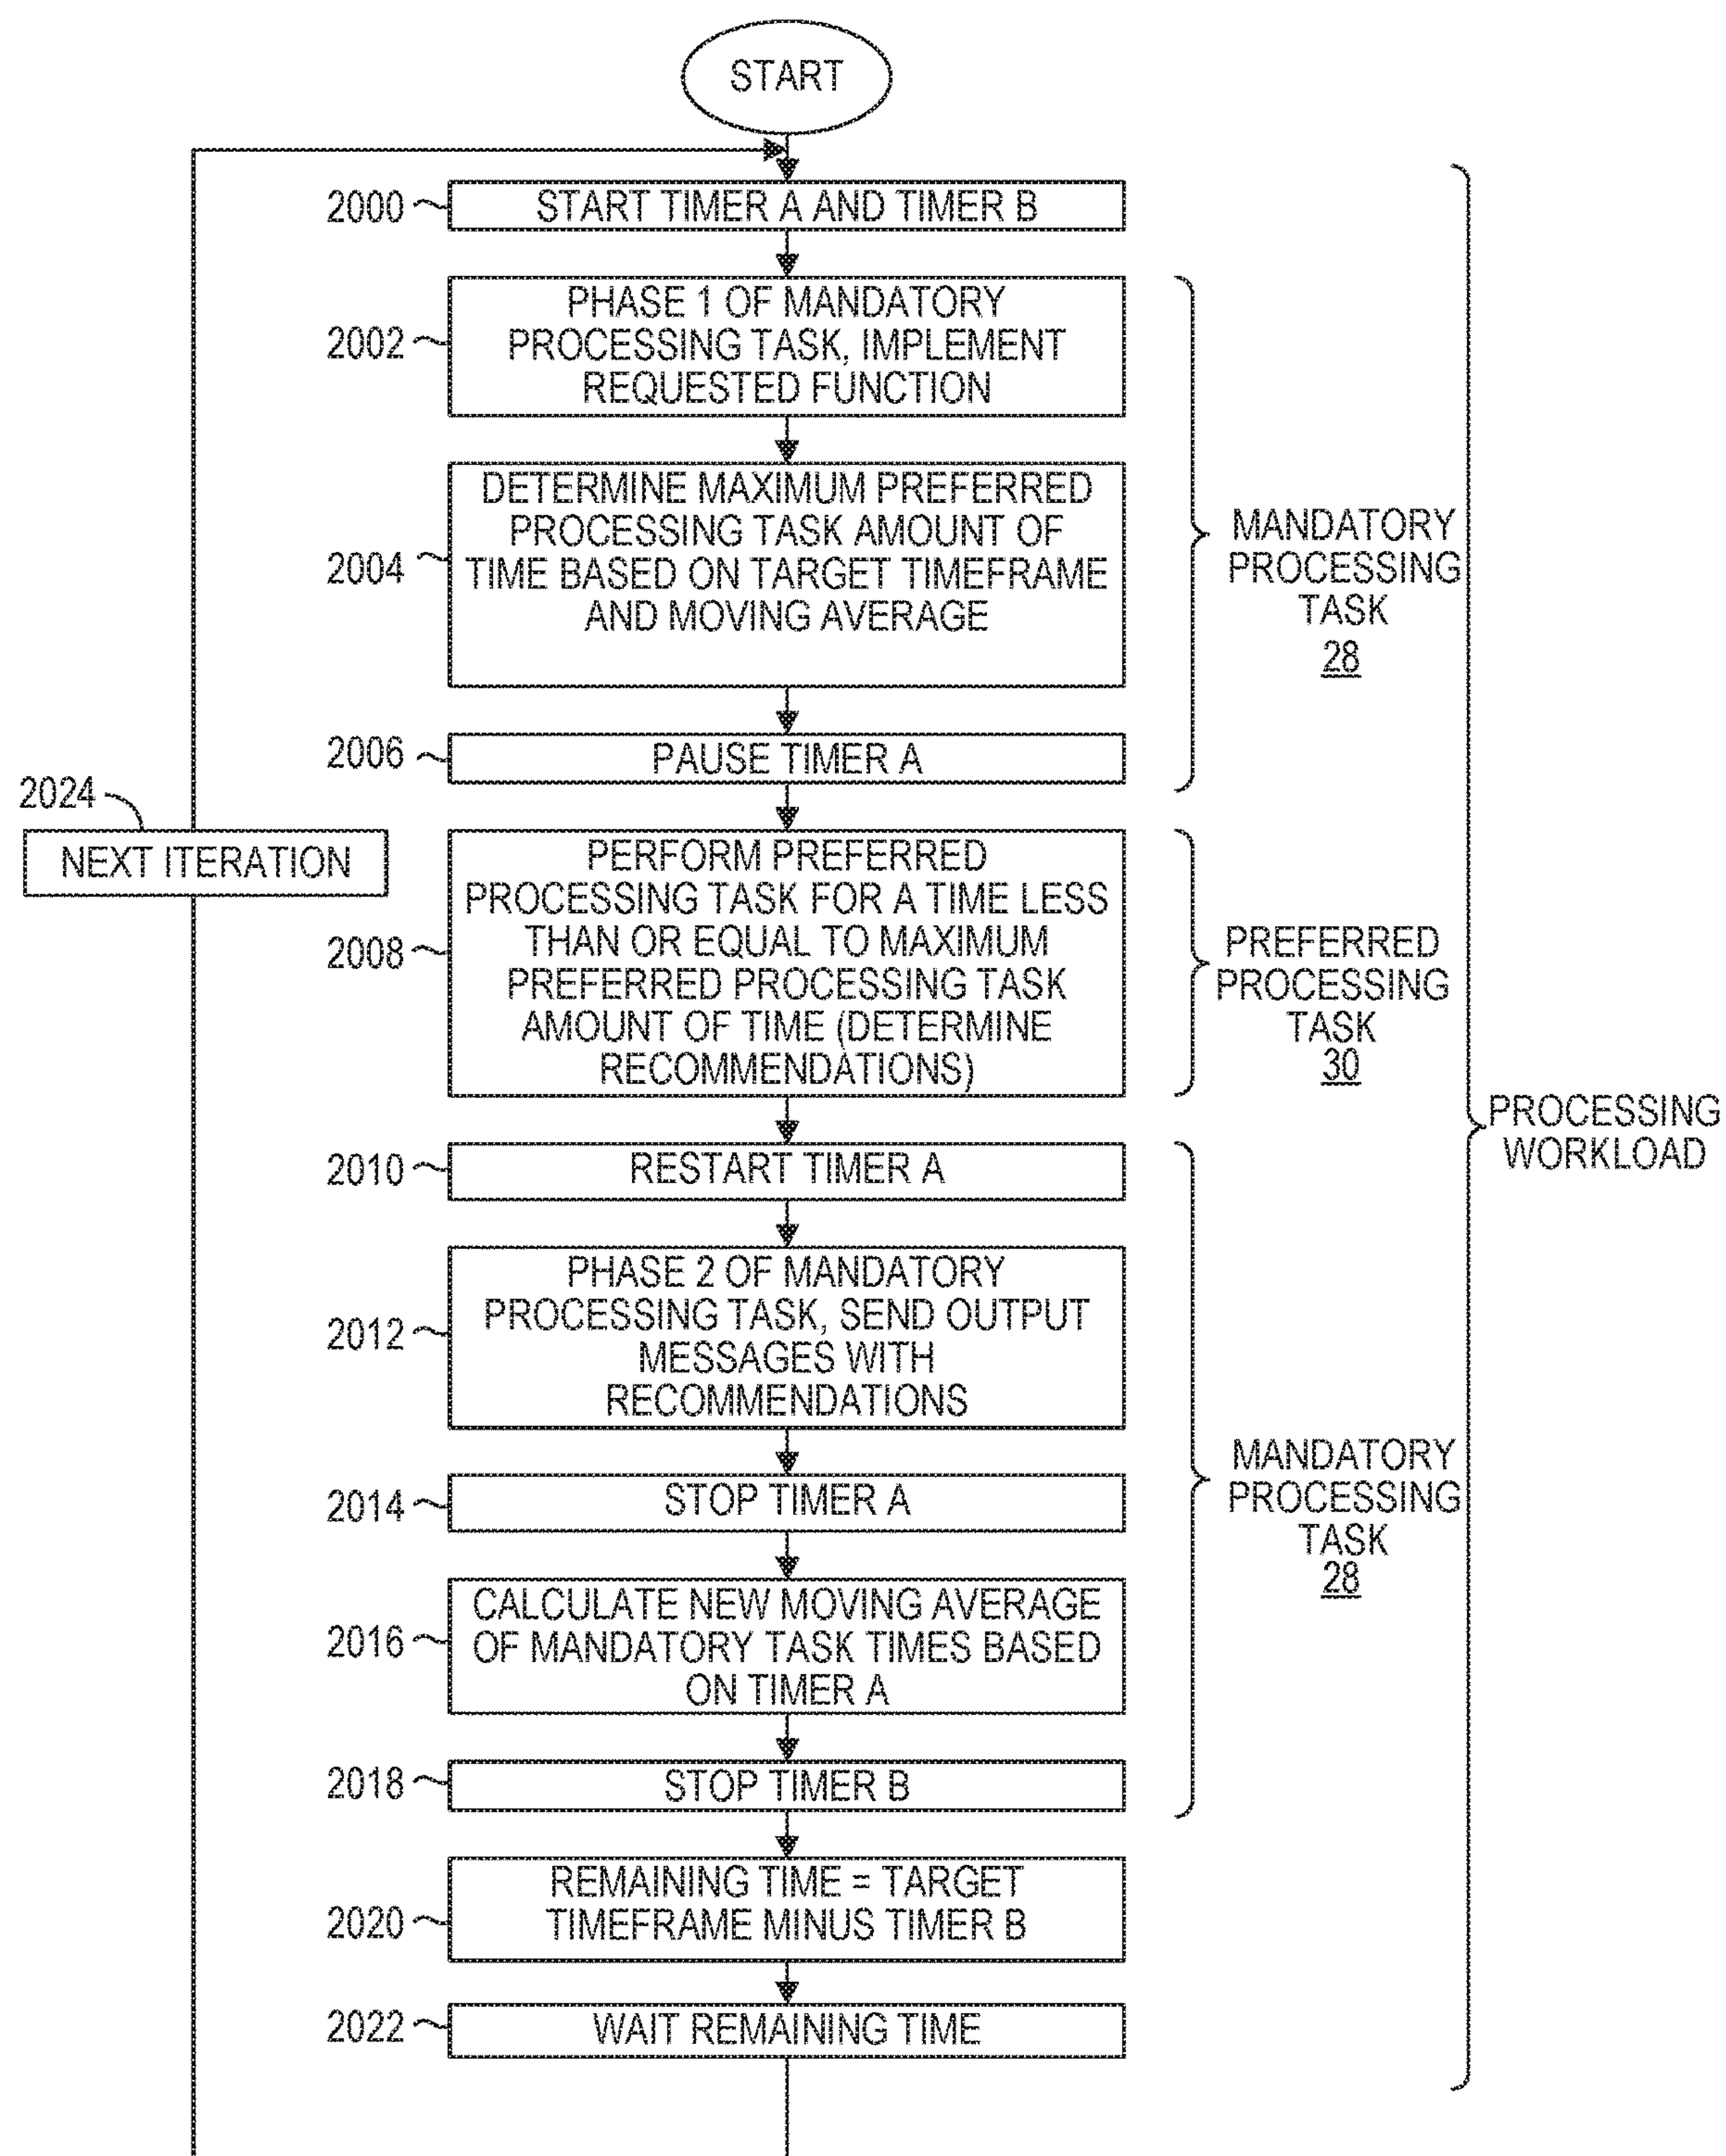 START
2000
START TIMER A AND TIMER B
2002
PHASE 1 OF MANDATORY
PROCESSING TASK, IMPLEMENT
REQUESTED FUNCTION
2004
DETERMINE MAXIMUM PREFERRED
PROCESSING TASK AMOUNT OF
TIME BASED ON TARGET TIMEFRAME
AND MOVING AVERAGE
MANDATORY
PROCESSING
TASK
28
2006
PAUSE TIMER A
2024
NEXT ITERATION
2008
PERFORM PREFERRED
PROCESSING TASK FOR A TIME LESS
THAN OR EQUAL TO MAXIMUM
PREFERRED PROCESSING TASK
AMOUNT OF TIME (DETERMINE
RECOMMENDATIONS)
PREFERRED
PROCESSING
TASK
30
PROCESSING
WORKLOAD
2010
RESTART TIMER A
2012
PHASE 2 OF MANDATORY
PROCESSING TASK, SEND OUTPUT
MESSAGES WITH
RECOMMENDATIONS
2014
STOP TIMER A
MANDATORY
PROCESSING
TASK
28
2016
CALCULATE NEW MOVING AVERAGE
OF MANDATORY TASK TIMES BASED
ON TIMER A
2018
STOP TIMER B
2020
REMAINING TIME = TARGET
TIMEFRAME MINUS TIMER B
2022
WAIT REMAINING TIME